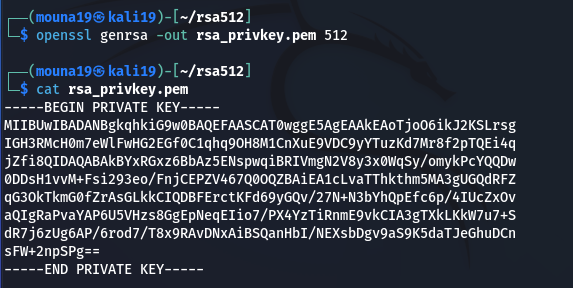 ┌──(mouna19㉿kali19)-[~/rsa512]
└─$ openssl genrsa -out rsa_privkey.pem 512
┌──(mouna19㉿kali19)-[~/rsa512]
└─$ cat rsa_privkey.pem
-----BEGIN PRIVATE KEY-----
MIIBUwIBADANBgkqhkiG9w0BAQEFAASCAT0wggE5AgEAAkEAoTjoO6ikJ2KSLrsg
IGH3RMcH0m7eWlFwHG2EGf0C1qhq9OH8M1CnXuE9VDC9yYTuzKd7Mr8f2pTQEi4q
jZfi8QIDAQABAkBYxRGxz6BbAz5ENspwqiBRIVmgN2V8y3x0WqSy/omykPcYQQDw
0DDsH1vvM+Fsi293eo/FnjCEPZV467Q0OQZBAiEA1cLvaTThkthm5MA3gUGQdRFZ
qG3OkTkmG0fZrAsGLkkCIQDBFErctKFd69yGQv/27N+N3bYhQpEfc6p/4IUcZxOv
aQIgRaPvaYAP6U5VHzs8GgEpNeqEIio7/PX4YzTiRnmE9vkCIA3gTXkLKkW7u7+S
dR7j6zUg6AP/6rod7/T8x9RAvDNxAiBSQanHbI/NEXsbDgv9aS9K5daTJeGhuDCn
sFW+2npSPg==
-----END PRIVATE KEY-----